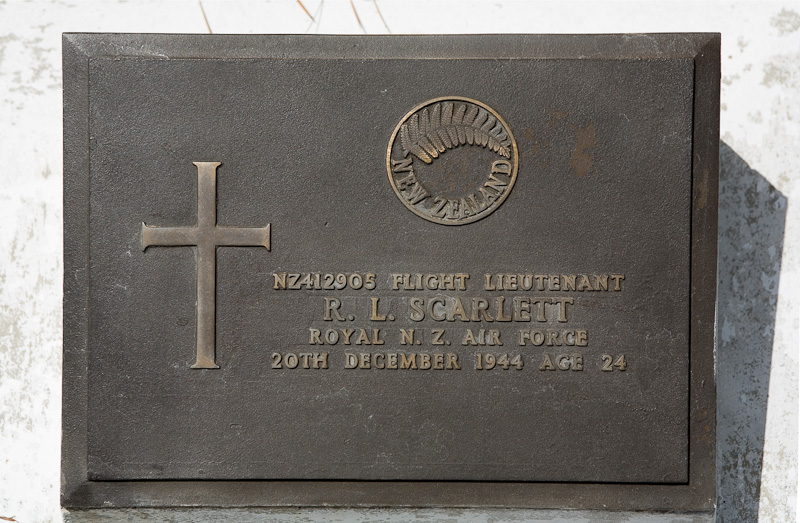 NEW ZEALAND
NZ412905 FLIGHT LIEUTENANT
R. L. SCARLETT
ROYAL N. Z. AIR FORCE
20TH DECEMBER 1944 AGE 24